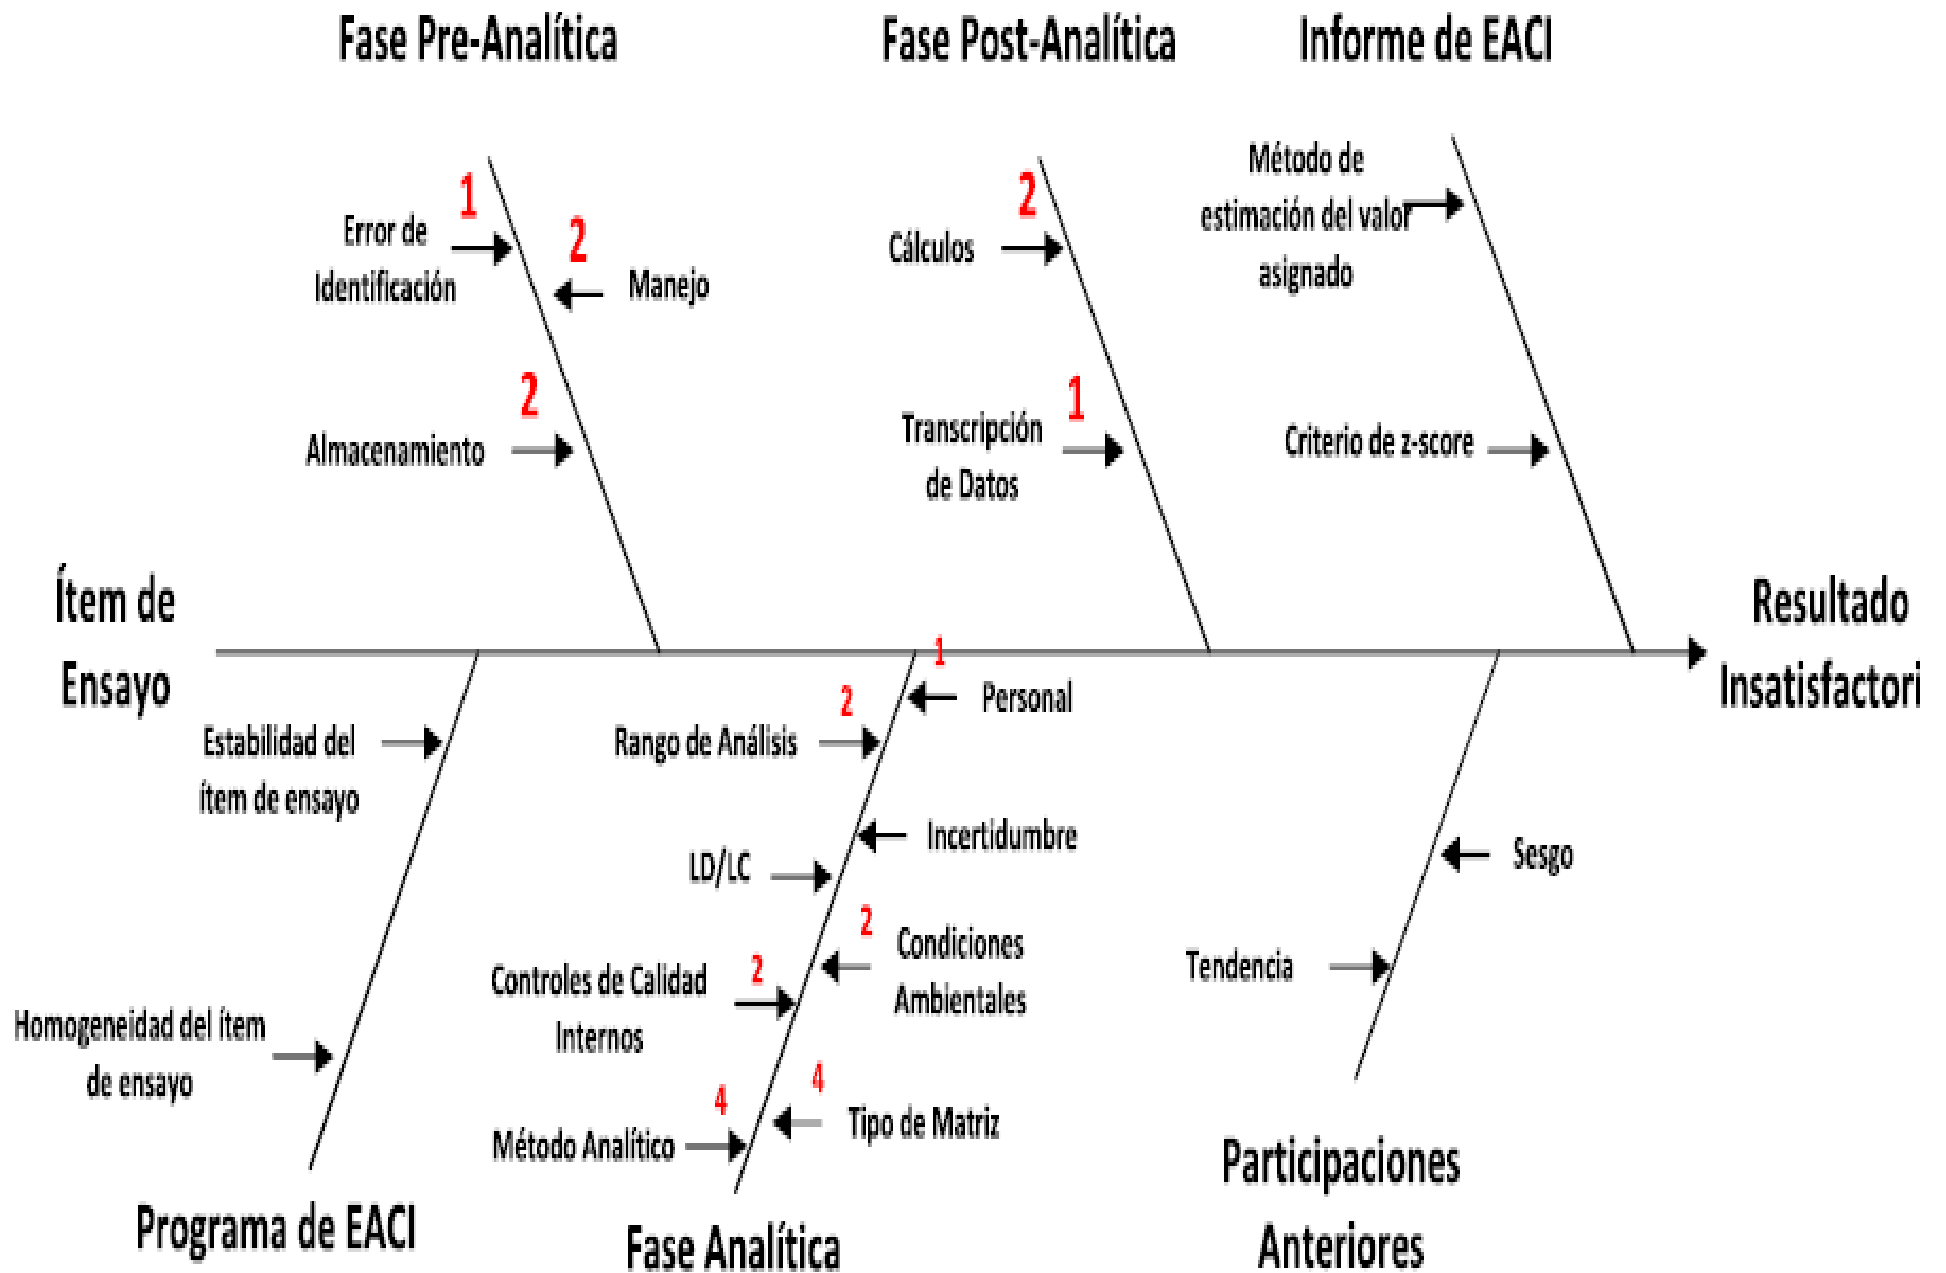 Fase Pre-Analítica
Fase Post-Analítica
Informe de EACI
1
Error de
Identificación
2
Manejo
2
Almacenamiento
2
Cálculos
1
Transcripción
de Datos
Método de
estimación del valor
asignado
Criterio de z-score
Ítem de
Ensayo
Resultado
Insatisfactori
Estabilidad del
ítem de ensayo
Homogeneidad del ítem
de ensayo
Programa de EACI
1
Personal
2
Rango de Análisis
Incertidumbre
LD/LC
2
Condiciones
Ambientales
2
Controles de Calidad
Internos
4
Tipo de Matriz
4
Método Analítico
Fase Analítica
Sesgo
Tendencia
Participaciones
Anteriores